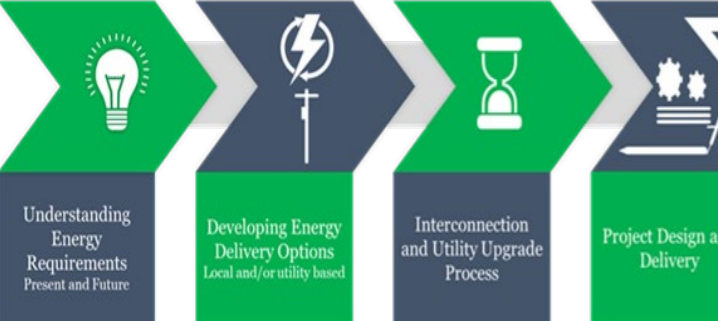 Understanding
Energy
Requirements
Present and Future
Developing Energy
Delivery Options
Local and/or utility based
Interconnection
and Utility Upgrade
Process
Project Design a
Delivery